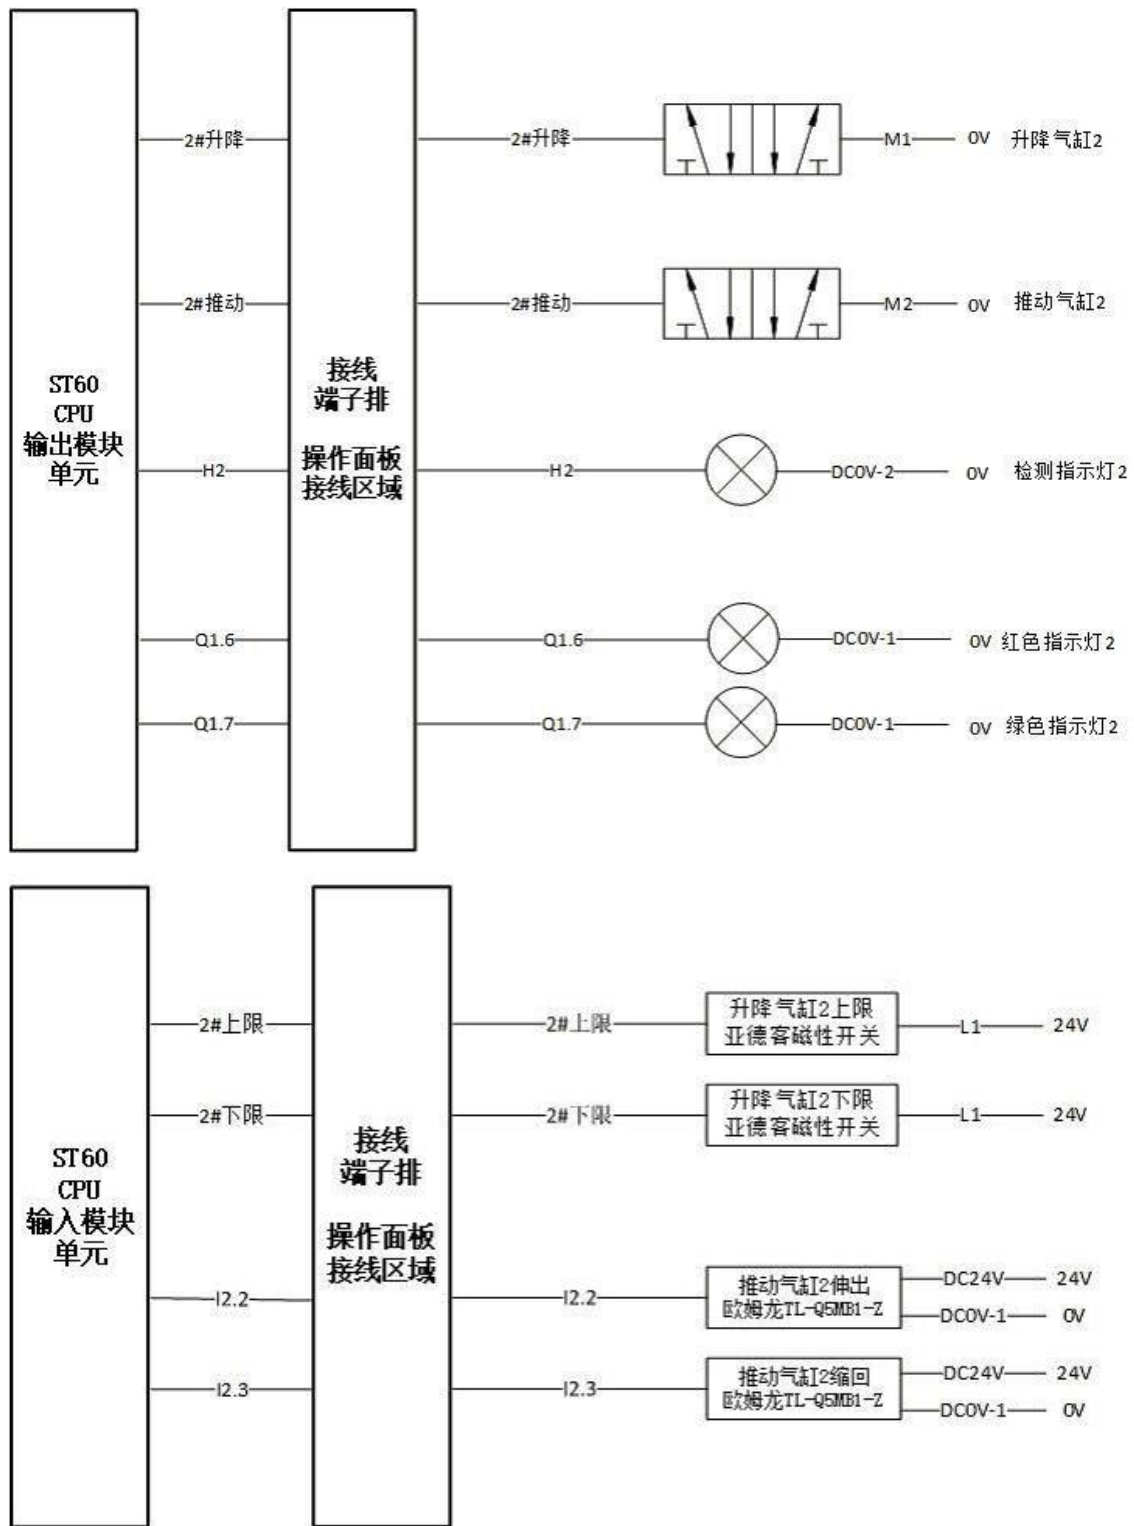 2#升降
2#升降
M1
0V
升降气缸2
2#推动
2#推动
M2
0V
推动气缸2
ST60
CPU
输出模块
单元
接线
端子排
操作面板
接线区域
H2
H2
DC0V-2
0V
检测指示灯2
Q1.6
Q1.6
DC0V-1
0V
红色指示灯2
Q1.7
Q1.7
DC0V-1
0V
绿色指示灯2
2#上限
2#上限
升降气缸2上限
亚德客磁性开关
L1
24V
2#下限
2#下限
升降气缸2下限
亚德客磁性开关
L1
24V
ST60
CPU
输入模块
单元
接线
端子排
操作面板
接线区域
I2.2
I2.2
推动气缸2伸出
欧姆龙TL-Q5MB1-Z
DC24V
24V
DC0V-1
0V
I2.3
I2.3
推动气缸2缩回
欧姆龙TL-Q5MB1-Z
DC24V
24V
DC0V-1
0V